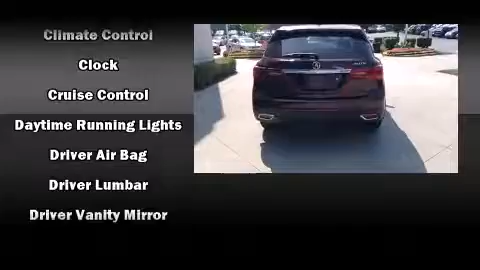 Climate Control
Clock
Cruise Control
Daytime Running Lights
Driver Air Bag
Driver Lumbar
Driver Vanity Mirror